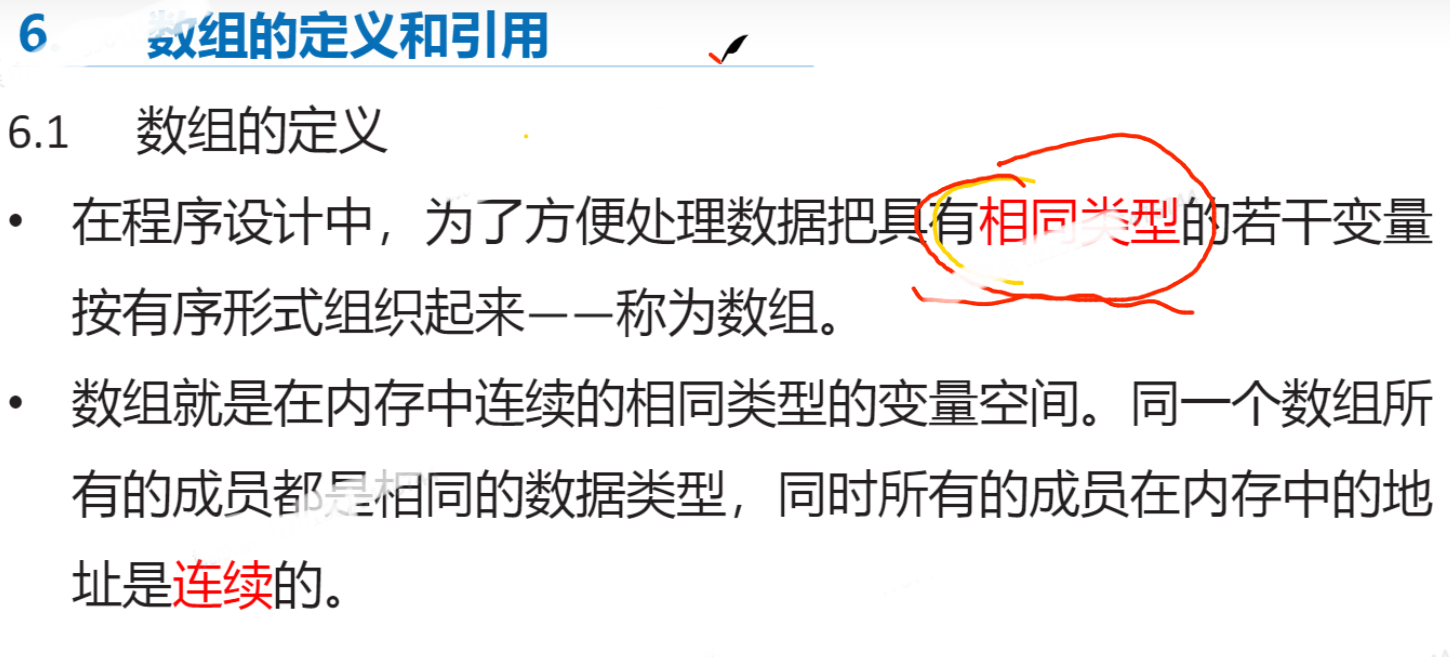 6. 数组的定义和引用
6.1 数组的定义
• 在程序设计中，为了方便处理数据把具有相同类型的若干变量
按有序形式组织起来——称为数组。
• 数组就是在内存中连续的相同类型的变量空间。同一个数组所
有的成员都是相同的数据类型，同时所有的成员在内存中的地
址是连续的。